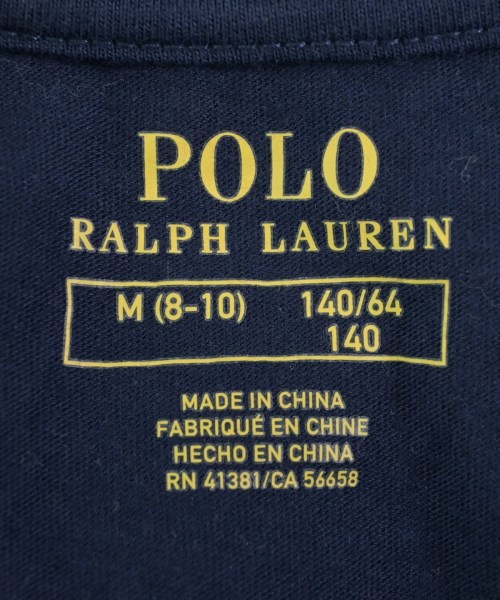 POLO
RALPH LAUREN
M (8-10) 140/64
140
MADE IN CHINA
FABRIQUÉ EN CHINE
HECHO EN CHINA
RN 41381/CA 56658